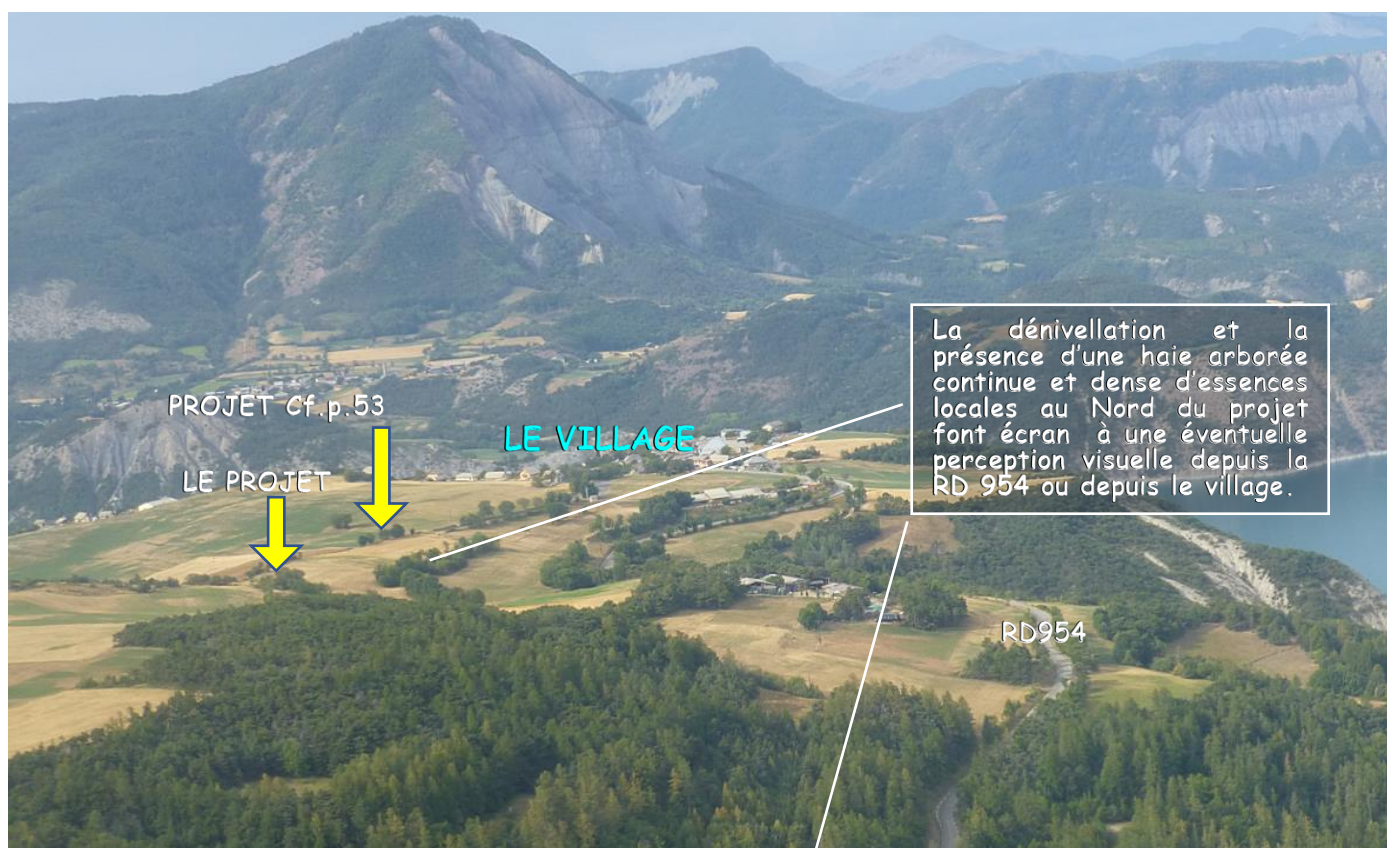 La dénivellation et la
présence d'une haie arborée
continue et dense d'essences
locales au Nord du projet
font écran à une éventuelle
perception visuelle depuis la
RD 954 ou depuis le village.
PROJET Cf.p.53
LE VILLAGE
LE PROJET
RD954